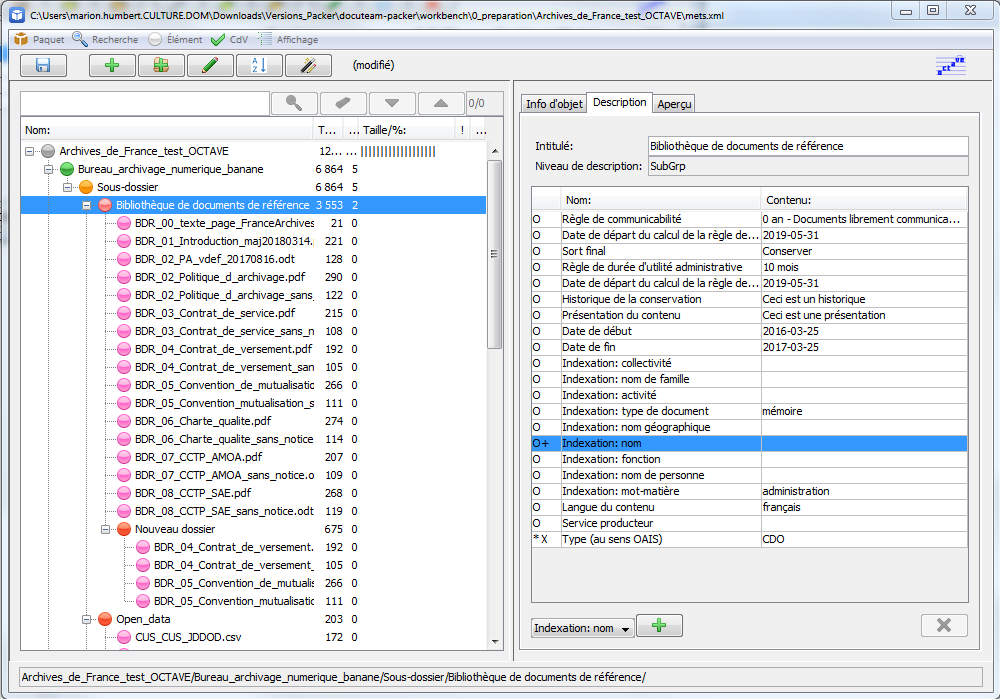 C:\Users\marion.humbert.CULTURE.DOM\Downloads\Versions_Packer\docuteam-packer\workbench\0_preparation\Archives_de_France_test_OCTAVE\mets.xml
Paquet Recherche Élément CdV Affichage
(modifié)
0/0
Nom: T... ... Taille/%: ! ...
Archives_de_France_test_OCTAVE 12... ...
Bureau_archivage_numerique_banane 6 864 5
Sous-dossier 6 864 5
Bibliothèque de documents de référence 3 553 2
BDR_00_texte_page_FranceArchives 21 0
BDR_01_Introduction_maj20180314. 221 0
BDR_02_PA_vdef_20170816.odt 128 0
BDR_02_Politique_d_archivage.pdf 290 0
BDR_02_Politique_d_archivage_sans_ 122 0
BDR_03_Contrat_de_service.pdf 215 0
BDR_03_Contrat_de_service_sans_n 108 0
BDR_04_Contrat_de_versement.pdf 192 0
BDR_04_Contrat_de_versement_san 105 0
BDR_05_Convention_de_mutualisatio 266 0
BDR_05_Convention_mutualisation_s 111 0
BDR_06_Charte_qualite.pdf 274 0
BDR_06_Charte_qualite_sans_notice 114 0
BDR_07_CCTP_AMOA.pdf 207 0
BDR_07_CCTP_AMOA_sans_notice.o 109 0
BDR_08_CCTP_SAE.pdf 268 0
BDR_08_CCTP_SAE_sans_notice.odt 119 0
Nouveau dossier 675 0
BDR_04_Contrat_de_versement. 192 0
BDR_04_Contrat_de_versement_ 105 0
BDR_05_Convention_de_mutualis 266 0
BDR_05_Convention_mutualisatio 111 0
Open_data 203 0
CUS_CUS_JDDOD.csv 172 0
Info d'objet Description Aperçu
Intitulé: Bibliothèque de documents de référence
Niveau de description: SubGrp
Nom: Contenu:
O Règle de communicabilité 0 an - Documents librement communica...
O Date de départ du calcul de la règle de... 2019-05-31
O Sort final Conserver
O Règle de durée d'utilité administrative 10 mois
O Date de départ du calcul de la règle de... 2019-05-31
O Historique de la conservation Ceci est un historique
O Présentation du contenu Ceci est une présentation
O Date de début 2016-03-25
O Date de fin 2017-03-25
O Indexation: collectivité
O Indexation: nom de famille
O Indexation: activité
O Indexation: type de document mémoire
O Indexation: nom géographique
O+ Indexation: nom
O Indexation: fonction
O Indexation: nom de personne
O Indexation: mot-matière administration
O Langue du contenu français
O Service producteur
* X Type (au sens OAIS) CDO
Indexation: nom
Archives_de_France_test_OCTAVE/Bureau_archivage_numerique_banane/Sous-dossier/Bibliothèque de documents de référence/